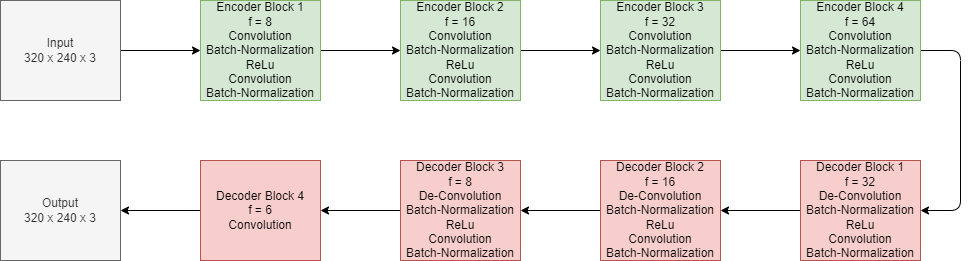 Input
320 x 240 x 3
Encoder Block 1
f = 8
Convolution
Batch-Normalization
ReLu
Convolution
Batch-Normalization
Encoder Block 2
f = 16
Convolution
Batch-Normalization
ReLu
Convolution
Batch-Normalization
Encoder Block 3
f = 32
Convolution
Batch-Normalization
ReLu
Convolution
Batch-Normalization
Encoder Block 4
f = 64
Convolution
Batch-Normalization
ReLu
Convolution
Batch-Normalization
Decoder Block 1
f = 32
De-Convolution
Batch-Normalization
ReLu
Convolution
Batch-Normalization
Decoder Block 2
f = 16
De-Convolution
Batch-Normalization
ReLu
Convolution
Batch-Normalization
Decoder Block 3
f = 8
De-Convolution
Batch-Normalization
ReLu
Convolution
Batch-Normalization
Decoder Block 4
f = 6
Convolution
Output
320 x 240 x 3